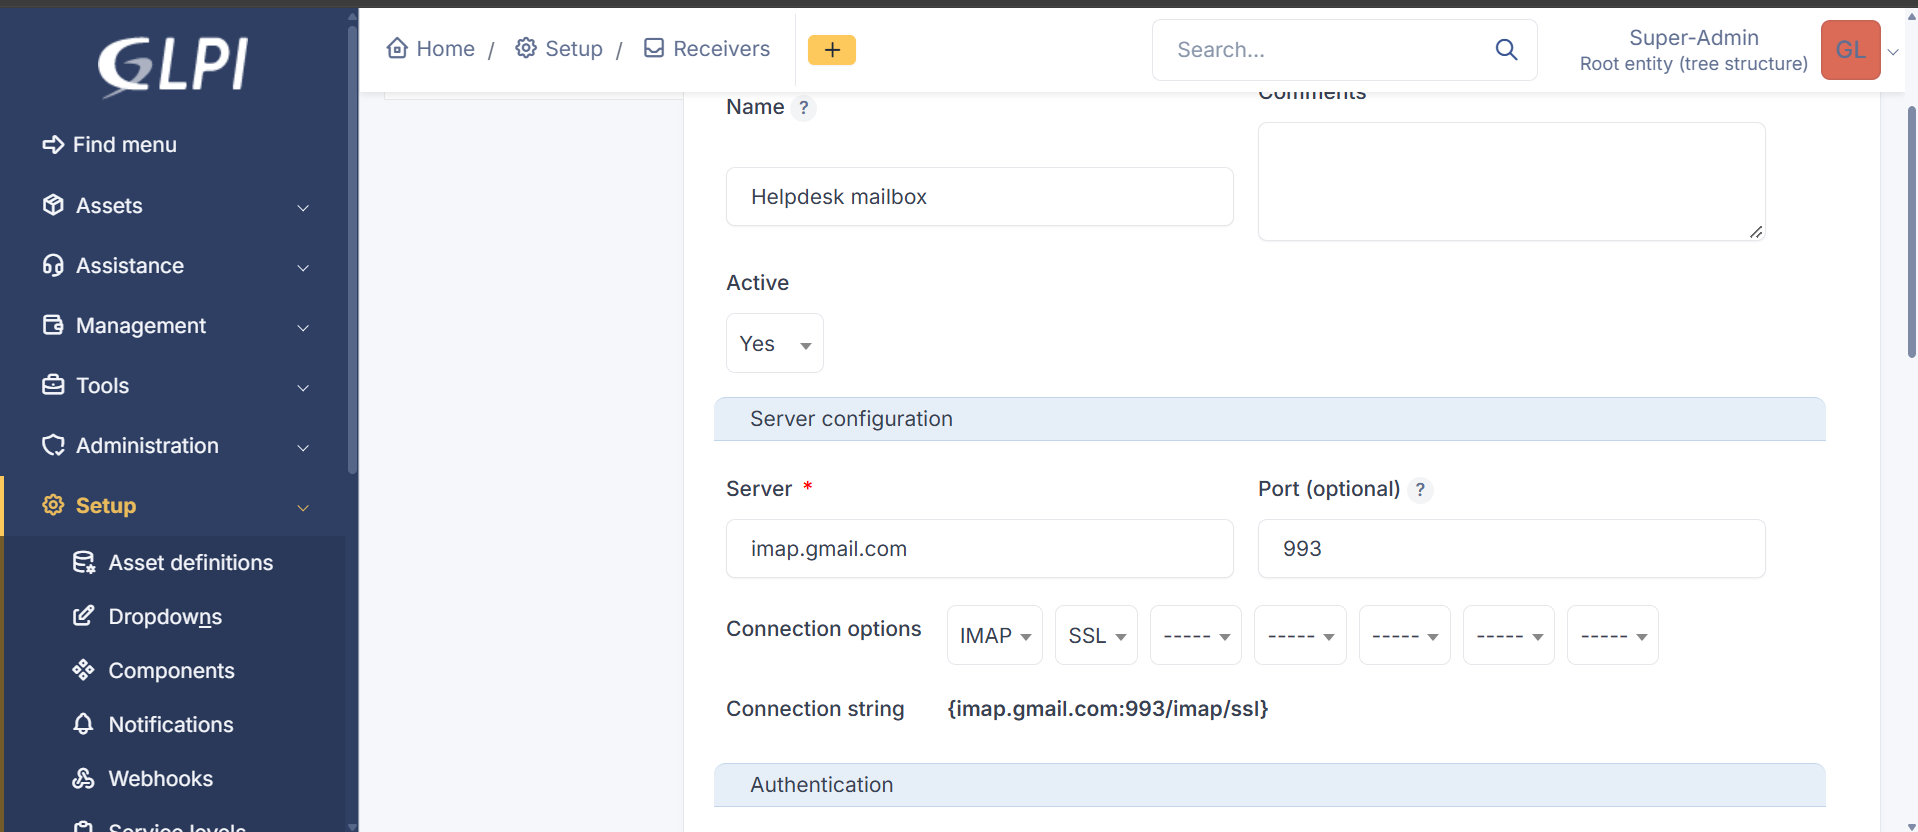 GLPI
Find menu
Assets
Assistance
Management
Tools
Administration
Setup
Asset definitions
Dropdowns
Components
Notifications
Webhooks
Service levels
Home / Setup / Receivers
+
Search...
Super-Admin
Root entity (tree structure)
GL
Name ?
Comments
Helpdesk mailbox
Active
Yes
Server configuration
Server *
Port (optional) ?
imap.gmail.com
993
Connection options IMAP SSL ----- ----- ----- ----- -----
Connection string {imap.gmail.com:993/imap/ssl}
Authentication